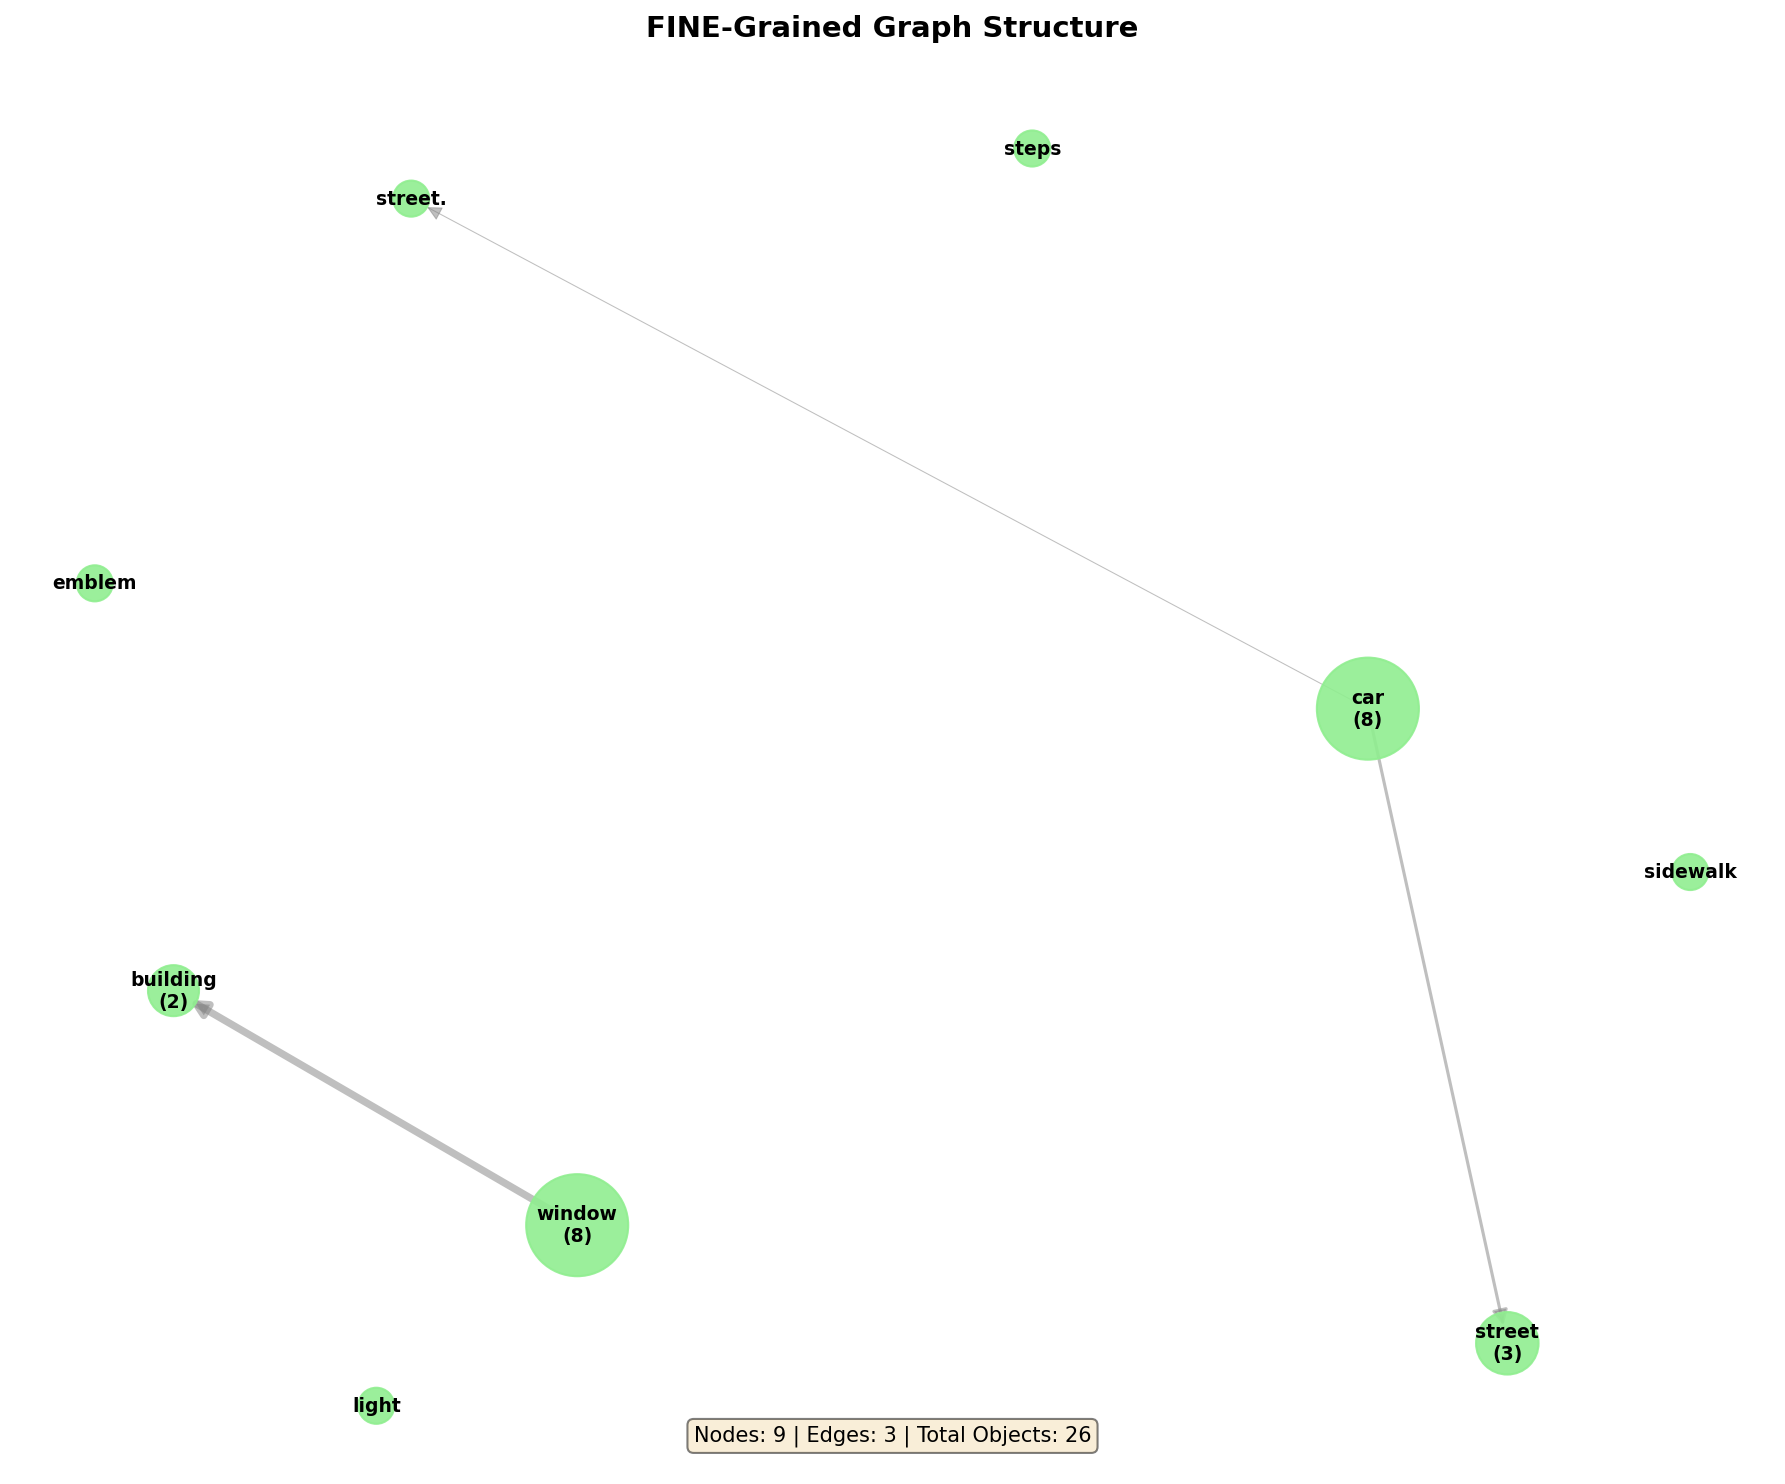 FINE-Grained Graph Structure
steps
street.
emblem
car
(8)
sidewalk
building
(2)
window
(8)
street
(3)
light
Nodes: 9 | Edges: 3 | Total Objects: 26